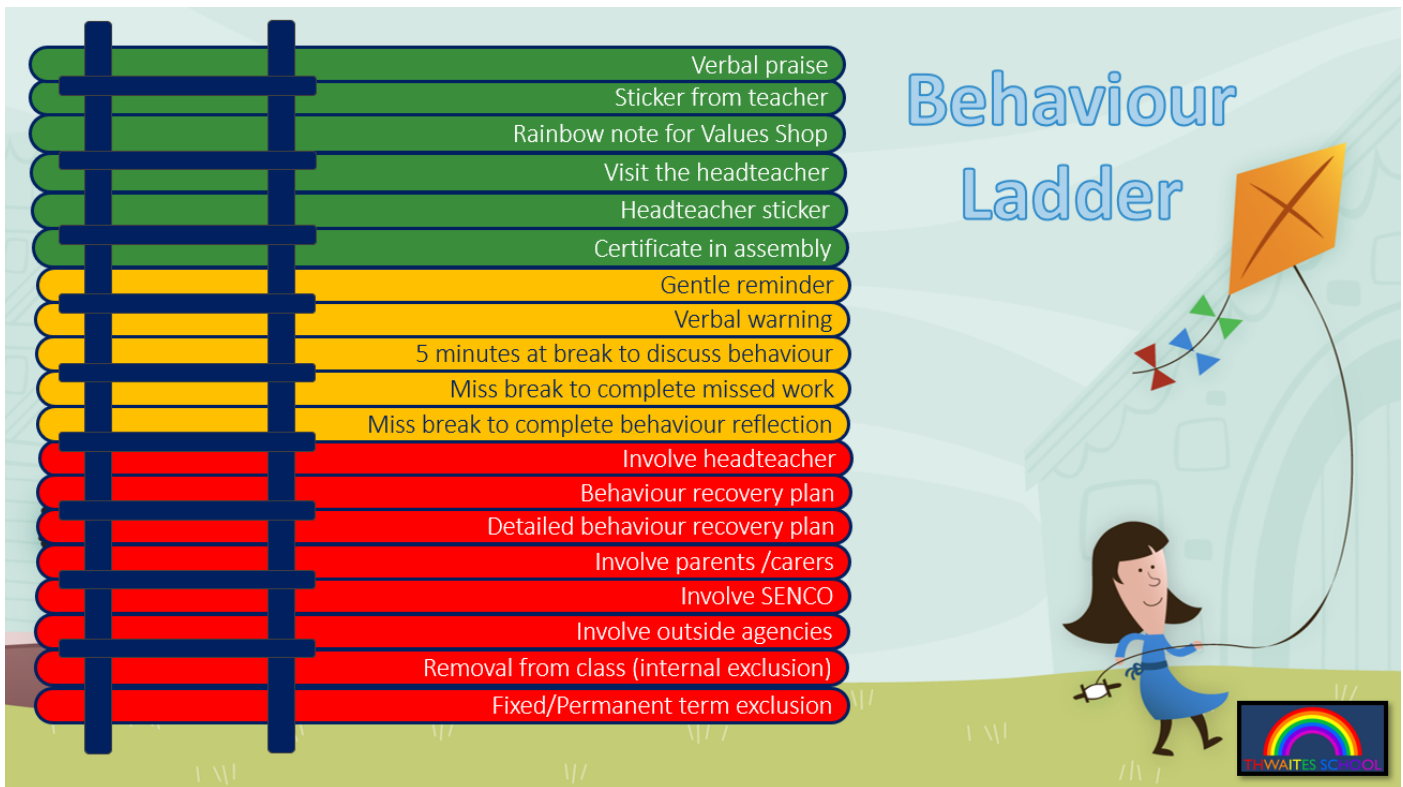 Behaviour
Ladder
Verbal praise
Sticker from teacher
Rainbow note for Values Shop
Visit the headteacher
Headteacher sticker
Certificate in assembly
Gentle reminder
Verbal warning
5 minutes at break to discuss behaviour
Miss break to complete missed work
Miss break to complete behaviour reflection
Involve headteacher
Behaviour recovery plan
Detailed behaviour recovery plan
Involve parents /carers
Involve SENCO
Involve outside agencies
Removal from class (internal exclusion)
Fixed/Permanent term exclusion
THWAITES SCHOOL